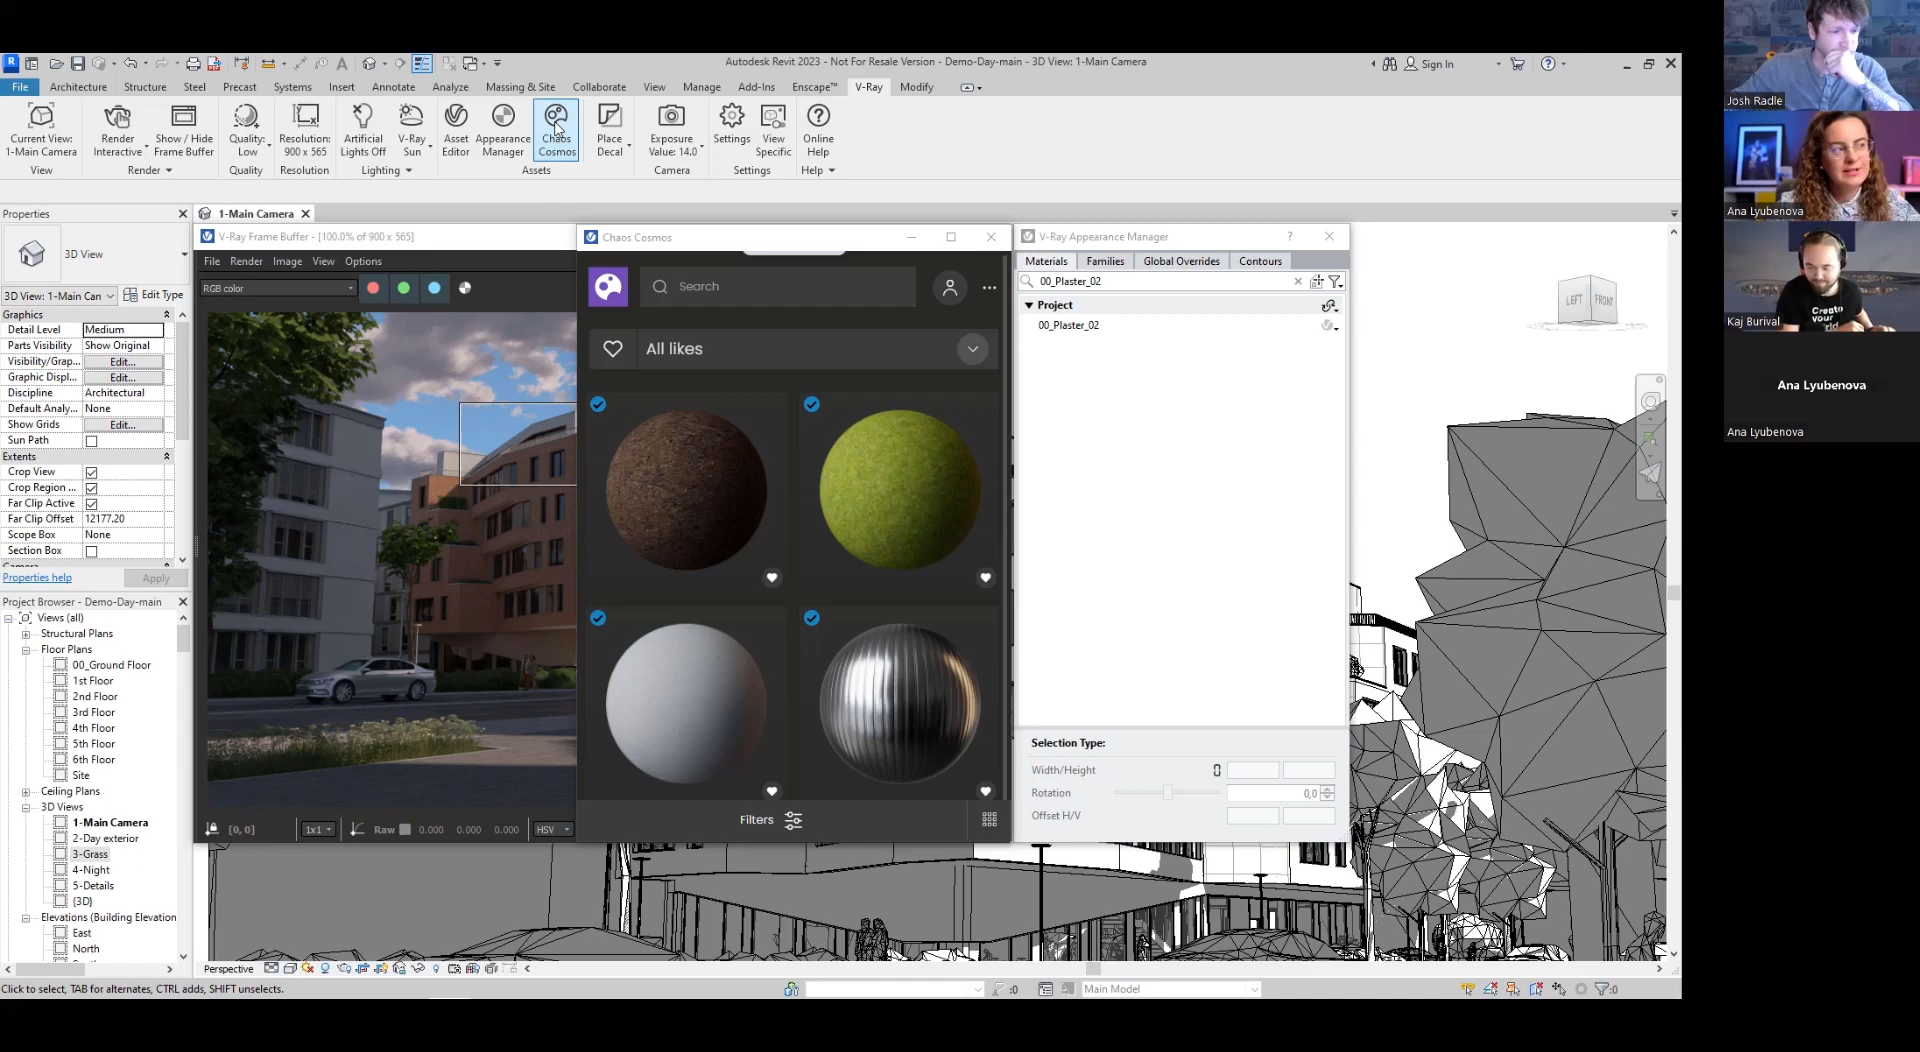 Autodesk Revit 2023 - Not For Resale Version - Demo-Day-main - 3D View: 1-Main Camera
Sign In
File Architecture Structure Steel Precast Systems Insert Annotate Analyze Massing & Site Collaborate View Manage Add-Ins Enscape™ V-Ray Modify
Current View:
1-Main Camera
View
Render
Interactive
Show / Hide
Frame Buffer
Render
Quality:
Low
Quality
Resolution:
900 x 565
Resolution
Artificial
Lights Off
V-Ray
Sun
Lighting
Asset
Editor
Appearance
Manager
Chaos
Cosmos
Assets
Place
Decal
Exposure
Value: 14.0
Camera
Settings
View
Specific
Settings
Online
Help
Help
Properties
3D View
3D View: 1-Main Can
Edit Type
Graphics
Detail Level Medium
Parts Visibility Show Original
Visibility/Grap... Edit...
Graphic Displ... Edit...
Discipline Architectural
Default Analy... None
Show Grids Edit...
Sun Path
Extents
Crop View
Crop Region ...
Far Clip Active
Far Clip Offset 12177.20
Scope Box None
Section Box
Properties help
Apply
Project Browser - Demo-Day-main
Views (all)
Structural Plans
Floor Plans
00_Ground Floor
1st Floor
2nd Floor
3rd Floor
4th Floor
5th Floor
6th Floor
Site
Ceiling Plans
3D Views
1-Main Camera
2-Day exterior
3-Grass
4-Night
5-Details
{3D}
Elevations (Building Elevation
East
North
1-Main Camera
V-Ray Frame Buffer - [100.0% of 900 x 565]
File Render Image View Options
RGB color
[0, 0]
1x1
Raw 0.000 0.000 0.000
HSV
Chaos Cosmos
Search
All likes
Filters
V-Ray Appearance Manager
Materials Families Global Overrides Contours
00_Plaster_02
Project
00_Plaster_02
Selection Type:
Width/Height
Rotation 0,0
Offset H/V
LEFT FRONT
Perspective
Click to select, TAB for alternates, CTRL adds, SHIFT unselects.
:0
Main Model
:0
Josh Radle
Ana Lyubenova
Create
your
world
Kaj Burival
Ana Lyubenova
Ana Lyubenova